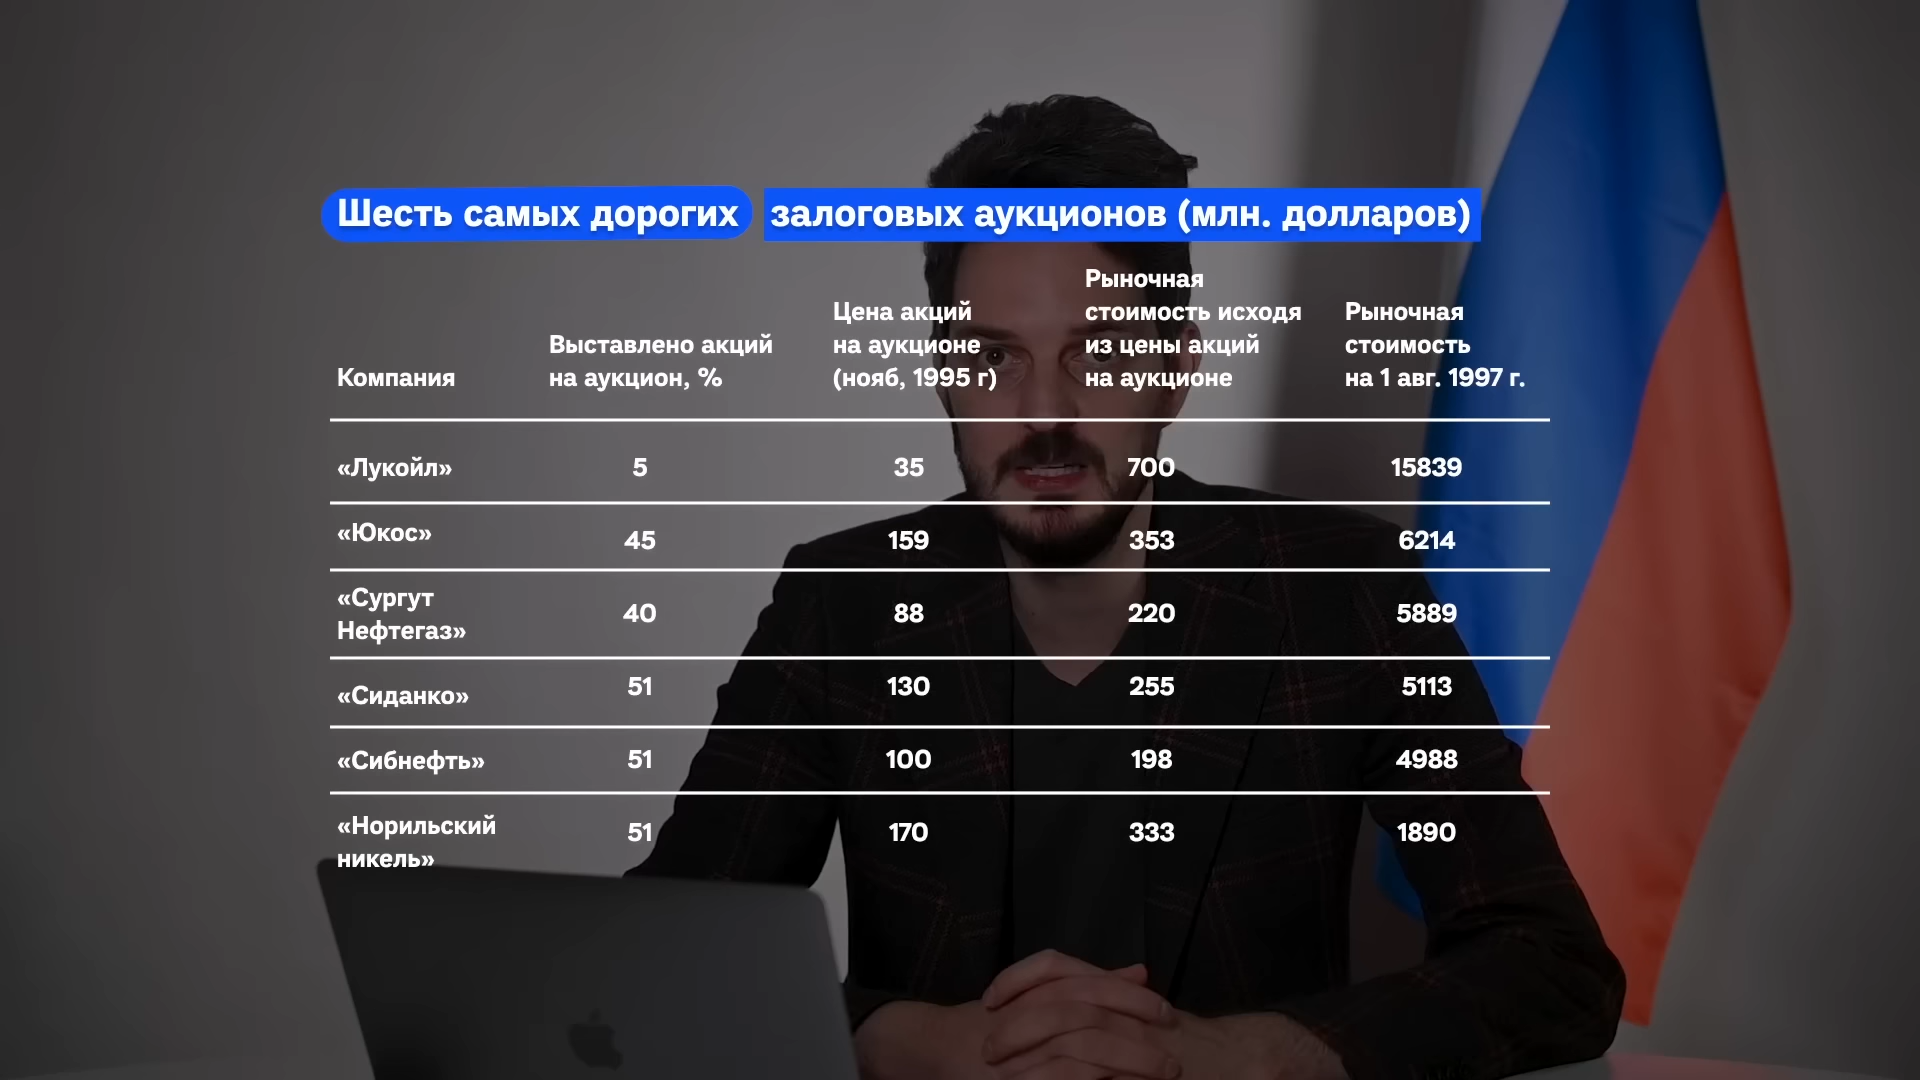 Шесть самых дорогих залоговых аукционов (млн. долларов)
Компания
Выставлено акций
на аукцион, %
Цена акций
на аукционе
(нояб, 1995 г)
Рыночная
стоимость исходя
из цены акций
на аукционе
Рыночная
стоимость
на 1 авг. 1997 г.
«Лукойл» 5 35 700 15839
«Юкос» 45 159 353 6214
«Сургут
Нефтегаз» 40 88 220 5889
«Сиданко» 51 130 255 5113
«Сибнефть» 51 100 198 4988
«Норильский
никель» 51 170 333 1890